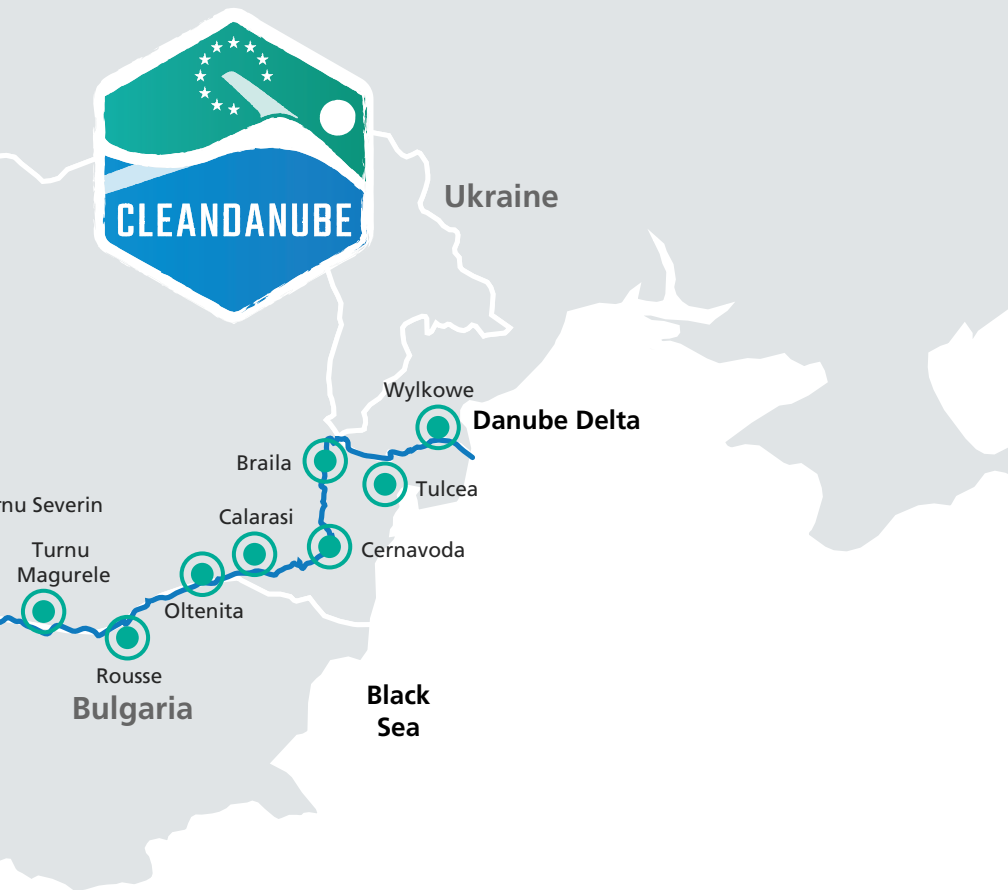 CLEANDANUBE
Ukraine
Wylkowe
Danube Delta
Braila
Tulcea
rnu Severin
Calarasi
Turnu
Magurele
Cernavoda
Oltenita
Rousse
Bulgaria
Black
Sea